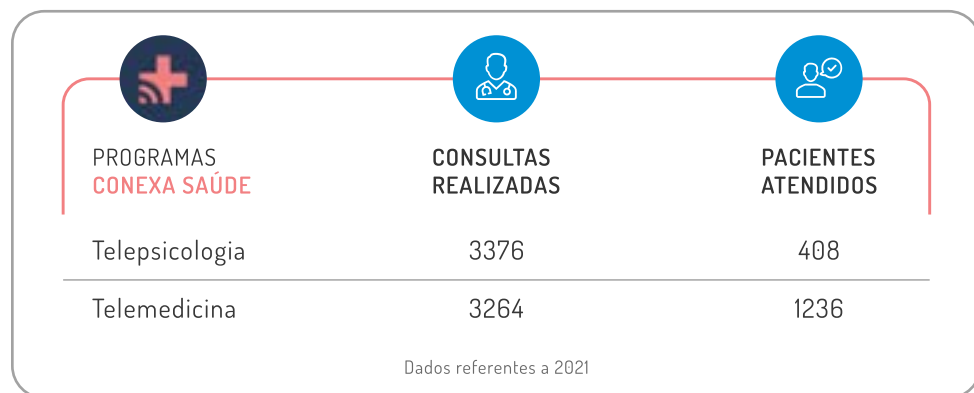 PROGRAMAS
CONEXA SAÚDE
CONSULTAS
REALIZADAS
PACIENTES
ATENDIDOS
Telepsicologia 3376 408
Telemedicina 3264 1236
Dados referentes a 2021